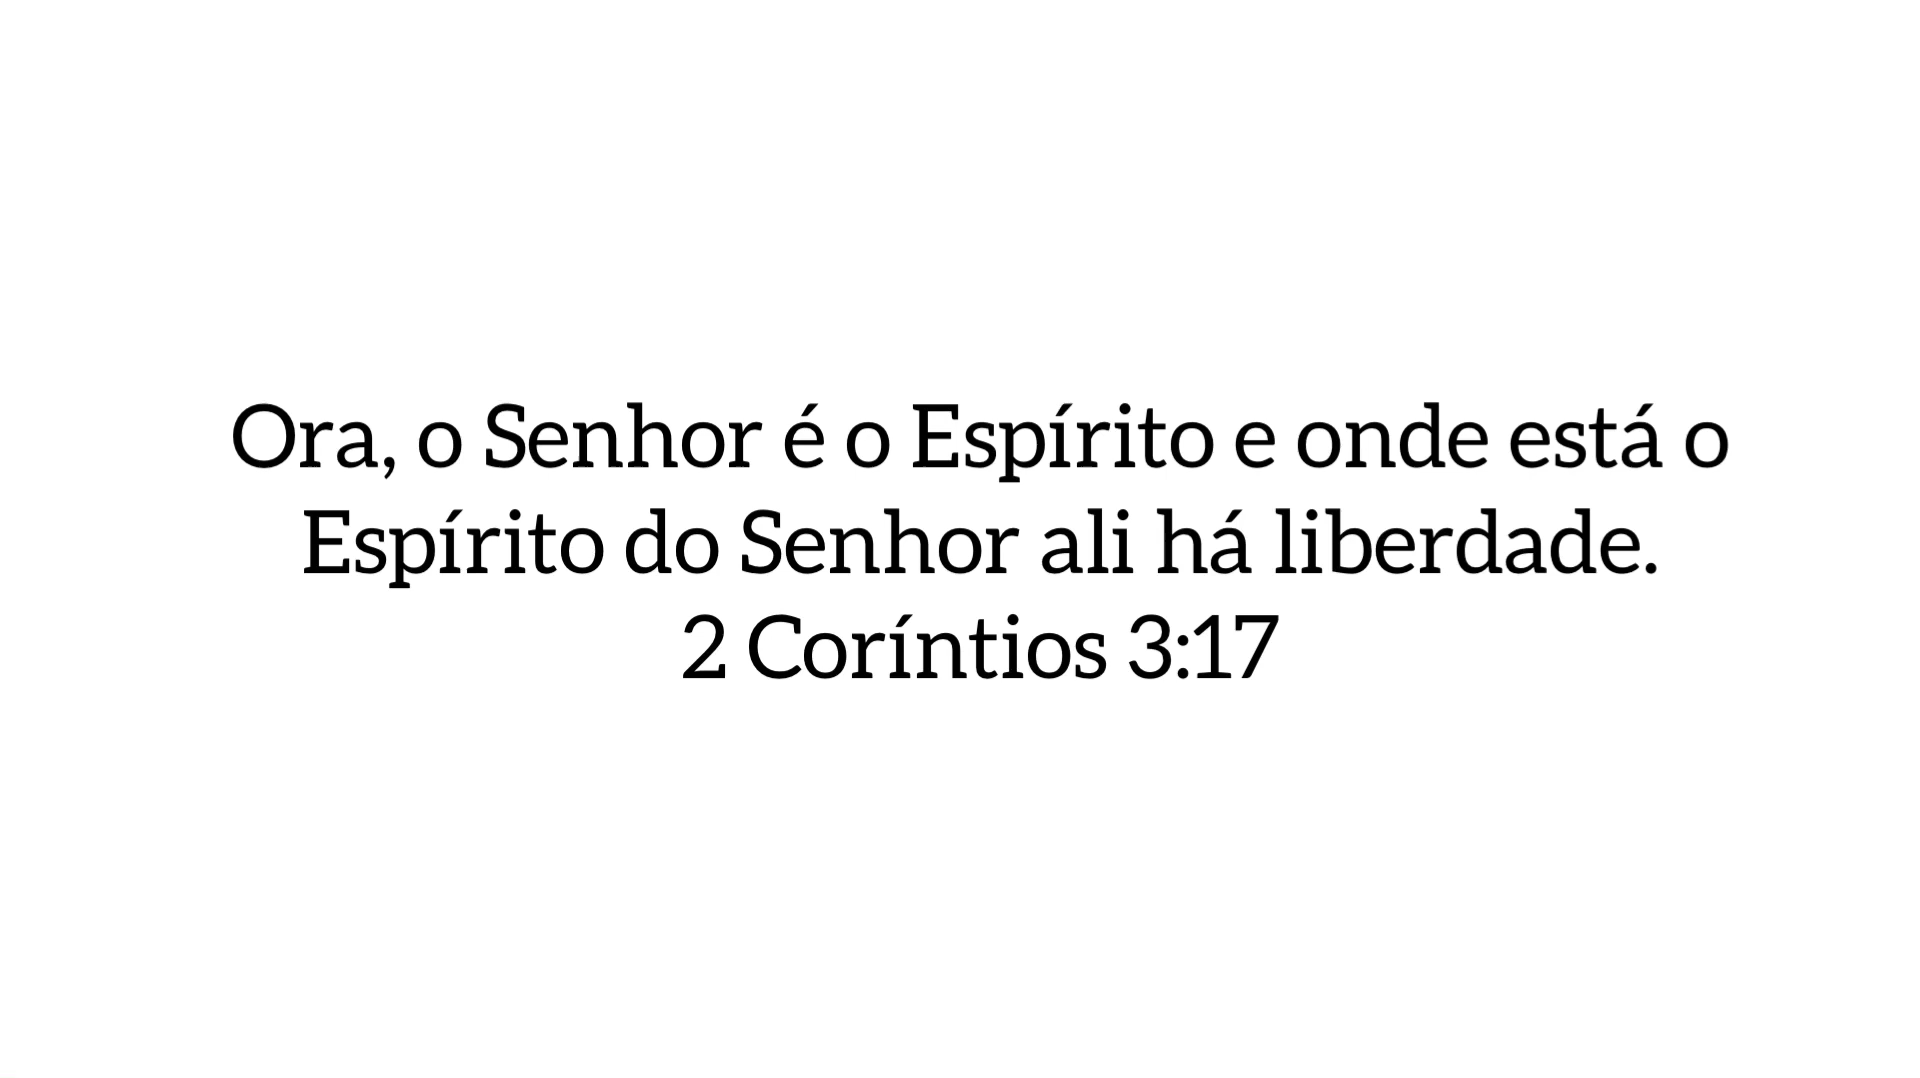 Ora, o Senhor é o Espírito e onde está o
Espírito do Senhor ali há liberdade.
2 Coríntios 3:17